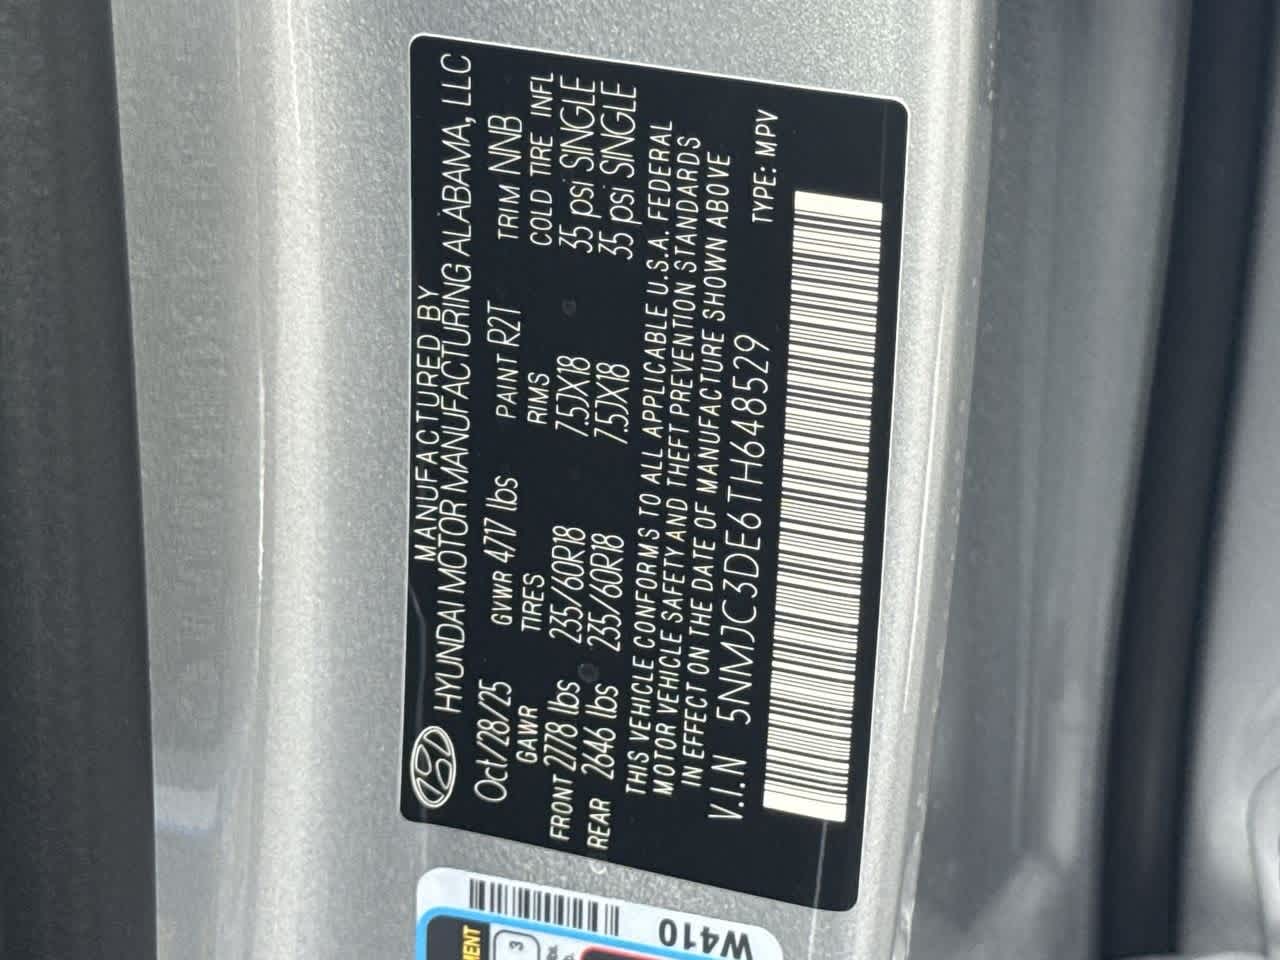 MANUFACTURED BY
HYUNDAI MOTOR MANUFACTURING ALABAMA, LLC
Oct/28/25 GVWR 4717 lbs PAINT R2T TRIM NNB
GAWR TIRES RIMS COLD TIRE INFL
FRONT 2778 lbs 235/60R18 7.5JX18 35 psi SINGLE
REAR 2646 lbs 235/60R18 7.5JX18 35 psi SINGLE
THIS VEHICLE CONFORMS TO ALL APPLICABLE U.S.A. FEDERAL
MOTOR VEHICLE SAFETY AND THEFT PREVENTION STANDARDS
IN EFFECT ON THE DATE OF MANUFACTURE SHOWN ABOVE
V.I.N 5NMJC3DE6TH648529
TYPE: MPV
W410
3